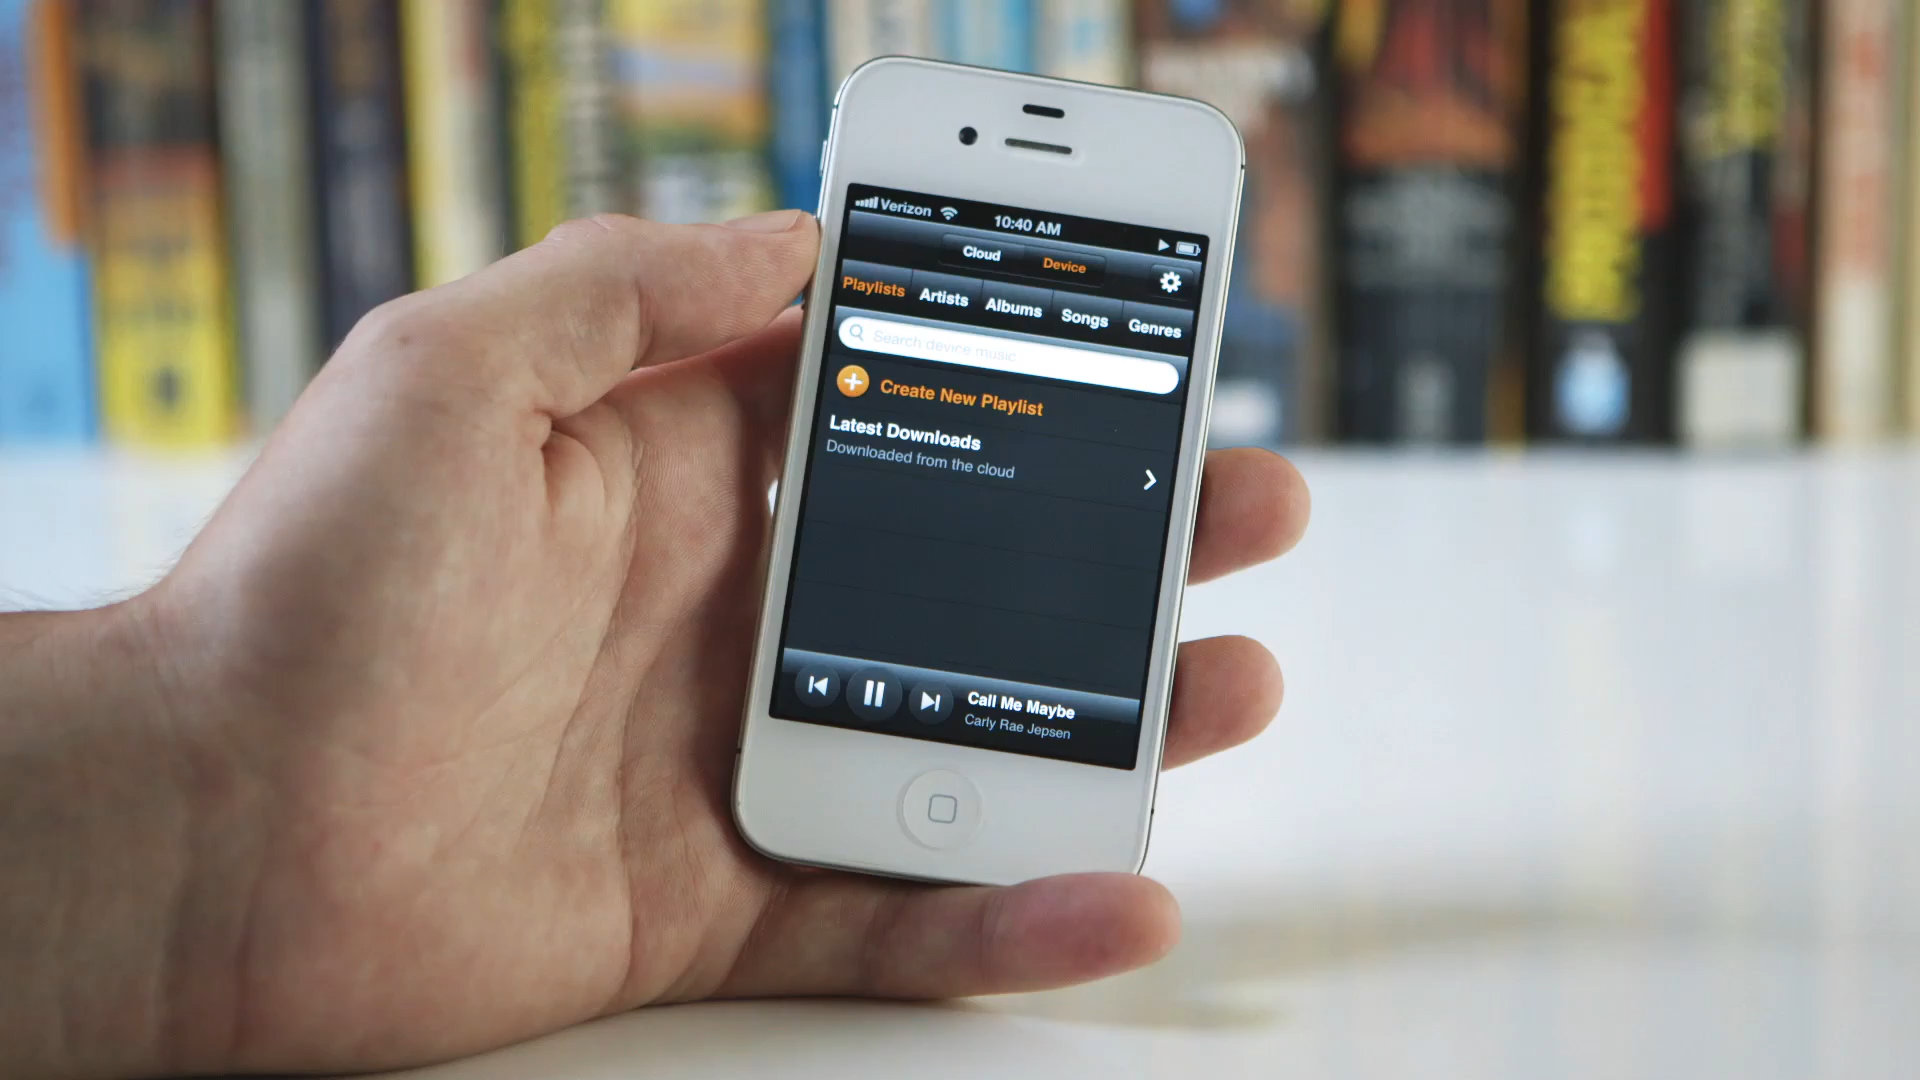 Verizon 10:40 AM
Cloud Device
Playlists Artists Albums Songs Genres
Search device music
Create New Playlist
Latest Downloads
Downloaded from the cloud
Call Me Maybe
Carly Rae Jepsen